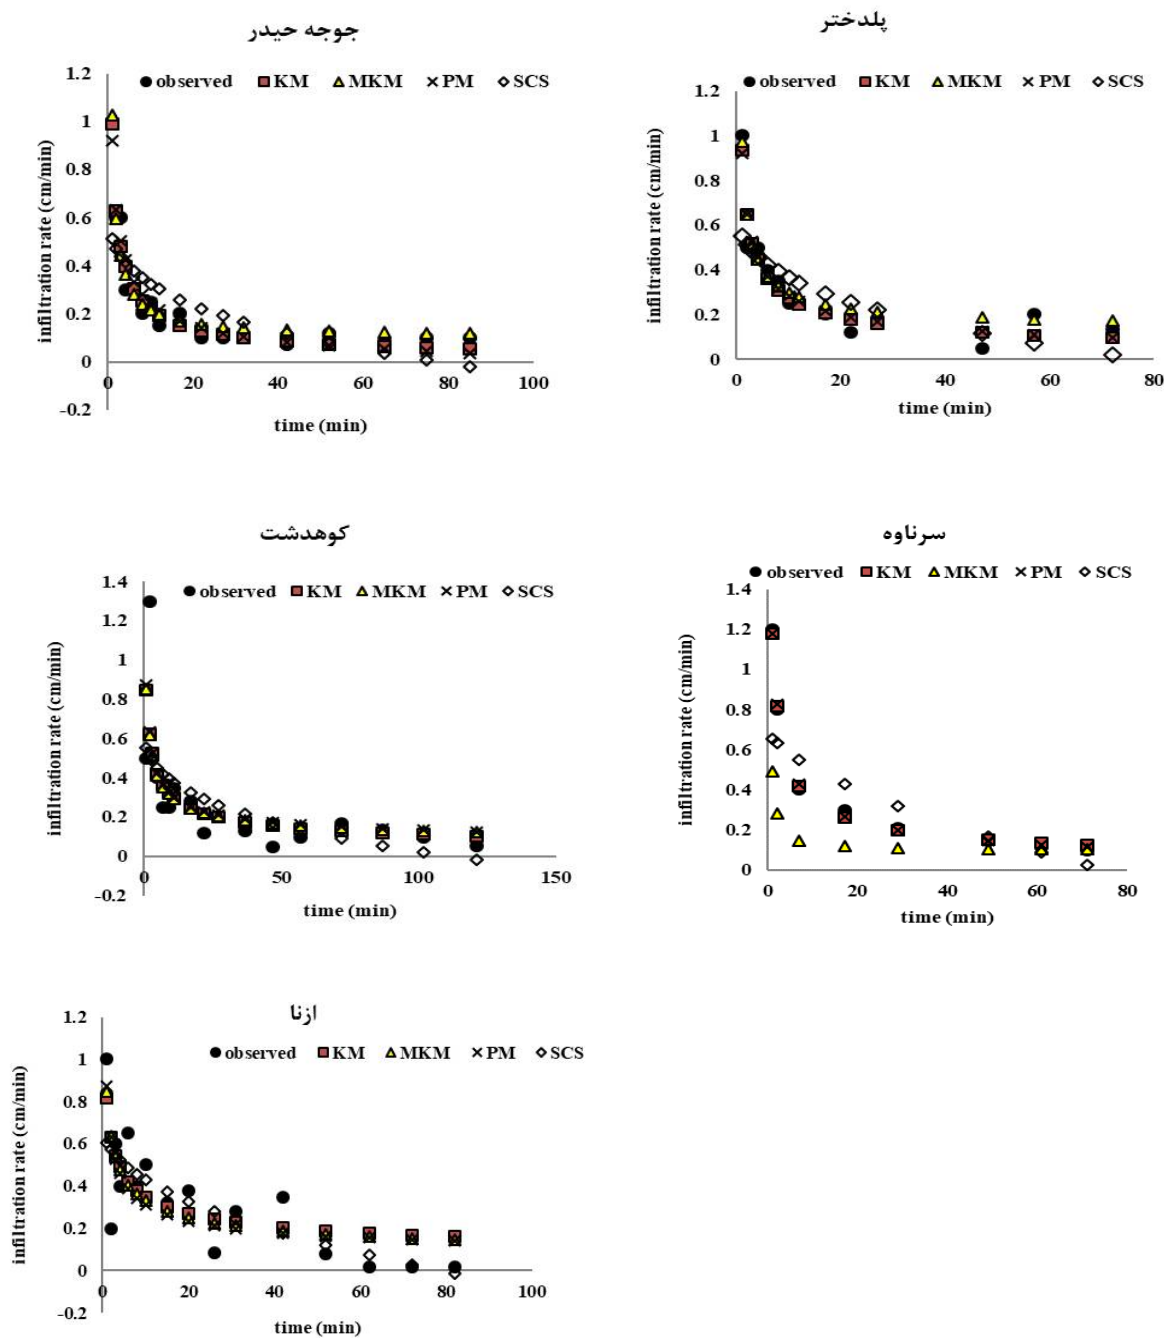 جوجه حیدر
observed KM MKM PM SCS
1.2
1
0.8
0.6
0.4
0.2
0
-0.2
0 20 40 60 80 100
infiltration rate (cm/min)
time (min)
پلدختر
observed KM MKM PM SCS
1.2
1
0.8
0.6
0.4
0.2
0
0 20 40 60 80
infiltration rate (cm/min)
time (min)
کوهدشت
observed KM MKM PM SCS
1.4
1.2
1
0.8
0.6
0.4
0.2
0
-0.2
0 50 100 150
infiltration rate (cm/min)
time (min)
سرناوه
observed KM MKM PM SCS
1.4
1.2
1
0.8
0.6
0.4
0.2
0
0 20 40 60 80
infiltration rate (cm/min)
time (min)
ازنا
observed KM MKM PM SCS
1.2
1
0.8
0.6
0.4
0.2
0
-0.2
0 20 40 60 80 100
infiltration rate (cm/min)
time (min)